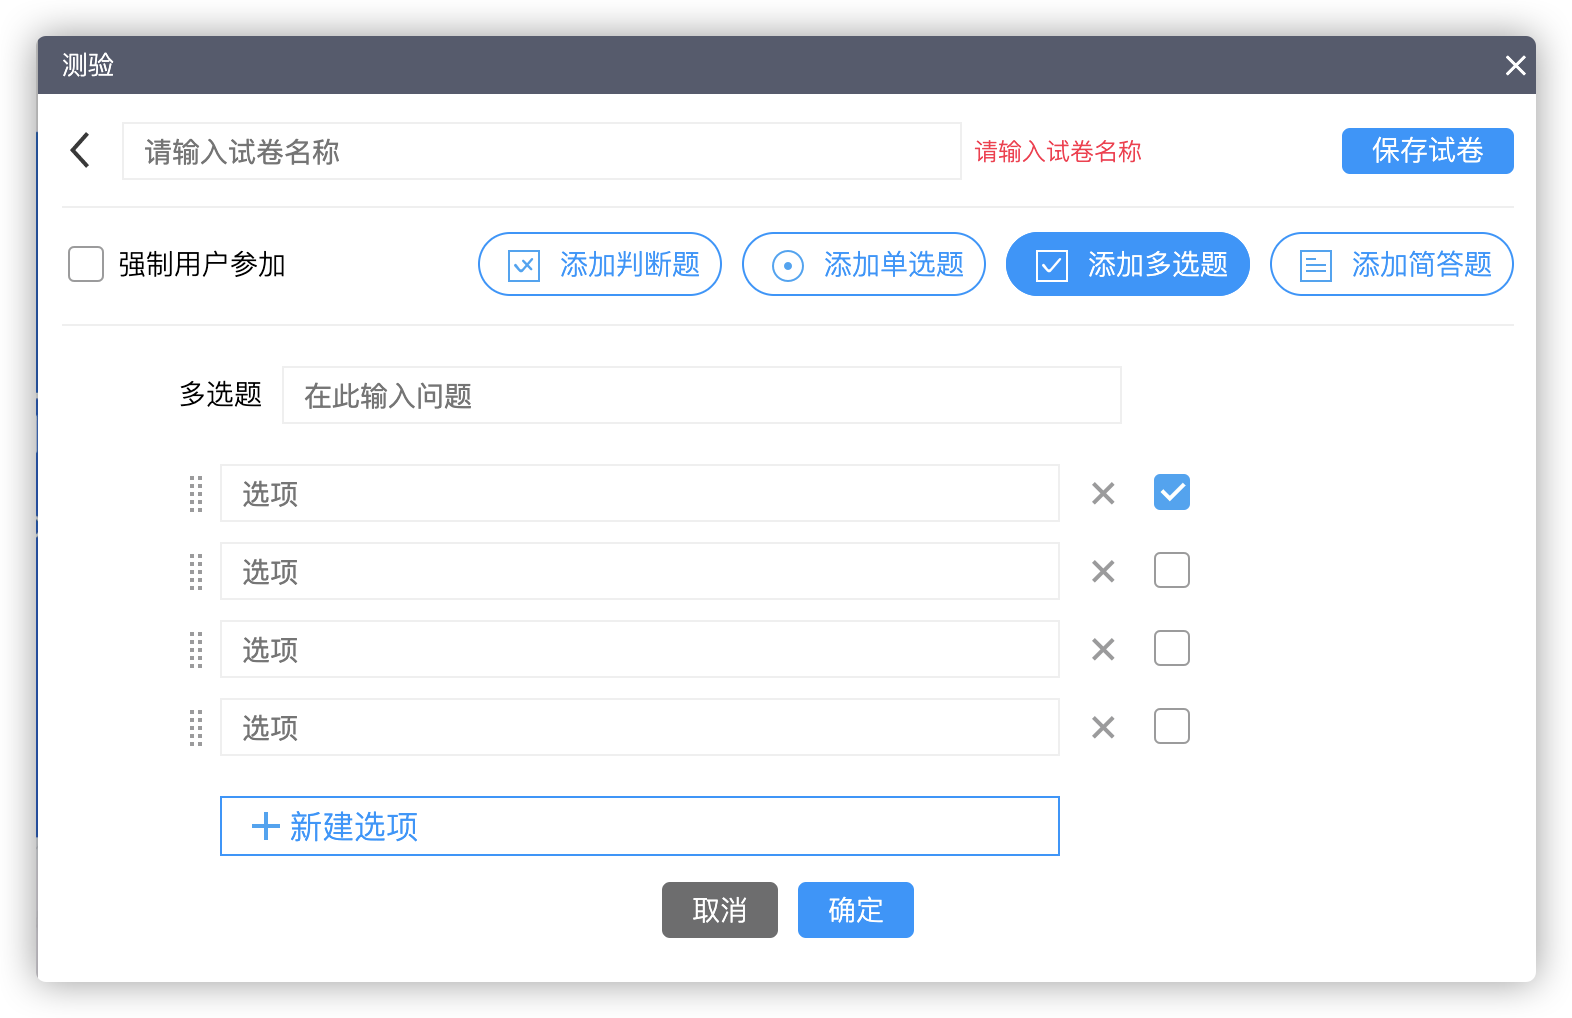 测验
请输入试卷名称 请输入试卷名称 保存试卷
强制用户参加 添加判断题 添加单选题 添加多选题 添加简答题
多选题 在此输入问题
选项
选项
选项
选项
新建选项
取消 确定